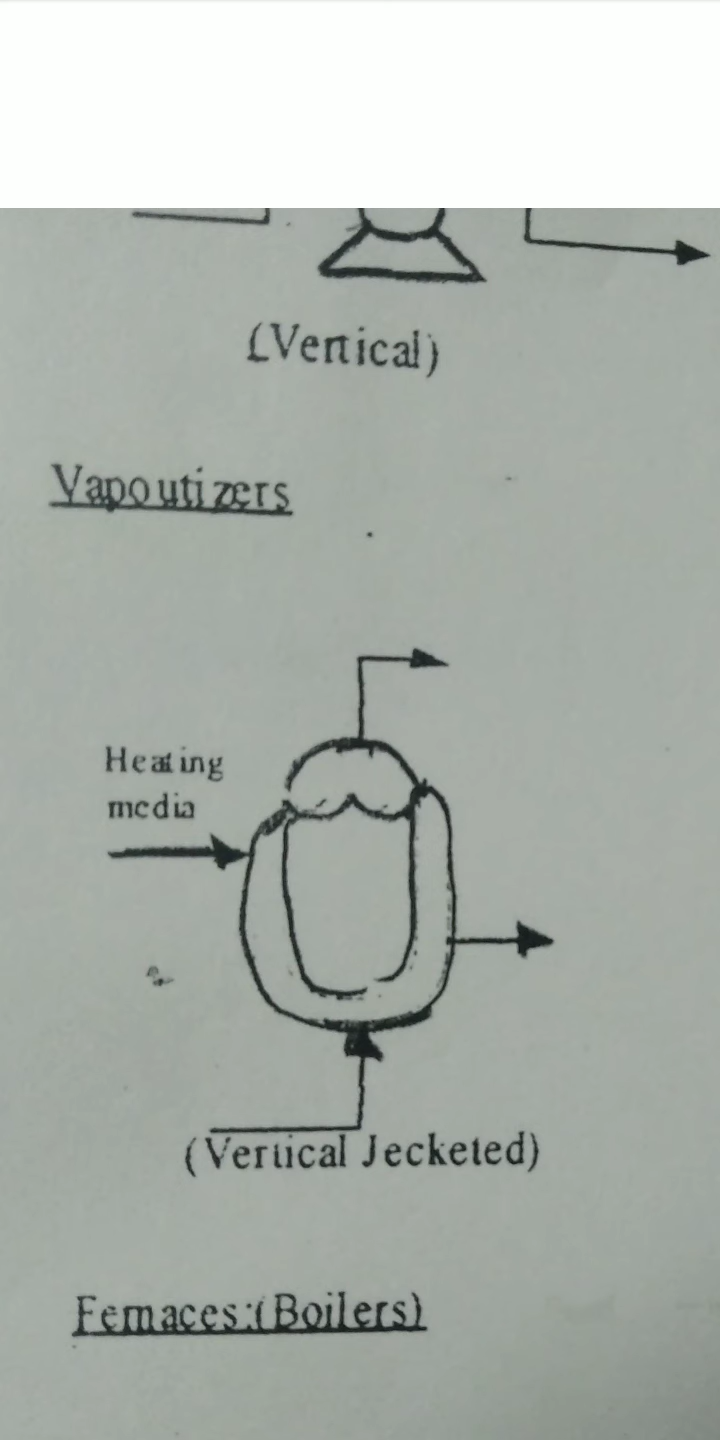 (Vertical)
Vapoutizers
Heating
media
(Vertical Jecketed)
Femaces:(Boilers)